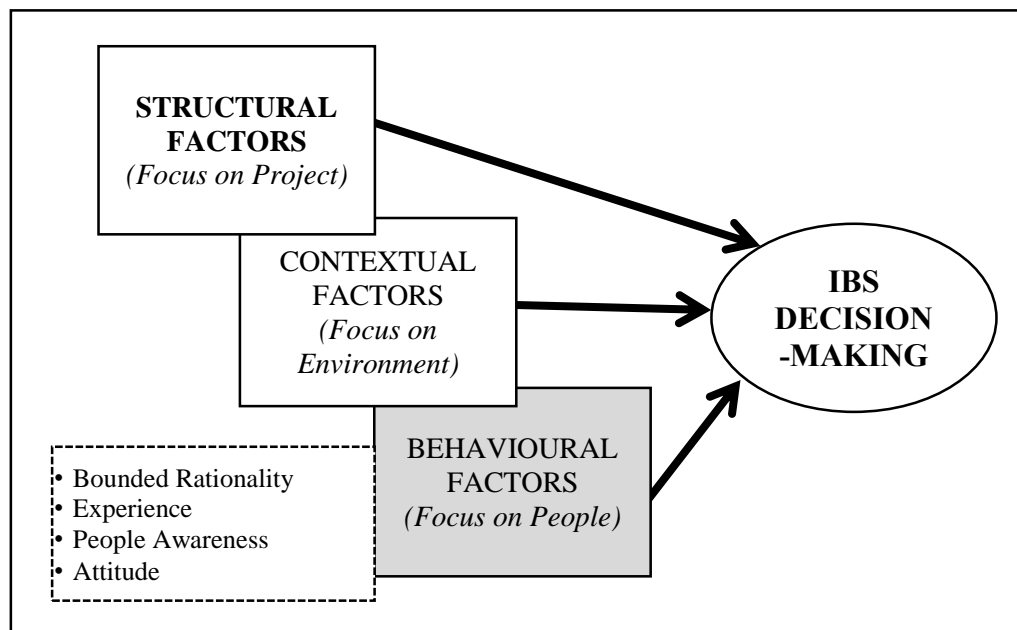 STRUCTURAL
FACTORS
(Focus on Project)
CONTEXTUAL
FACTORS
(Focus on
Environment)
BEHAVIOURAL
FACTORS
(Focus on People)
• Bounded Rationality
• Experience
• People Awareness
• Attitude
IBS
DECISION
-MAKING